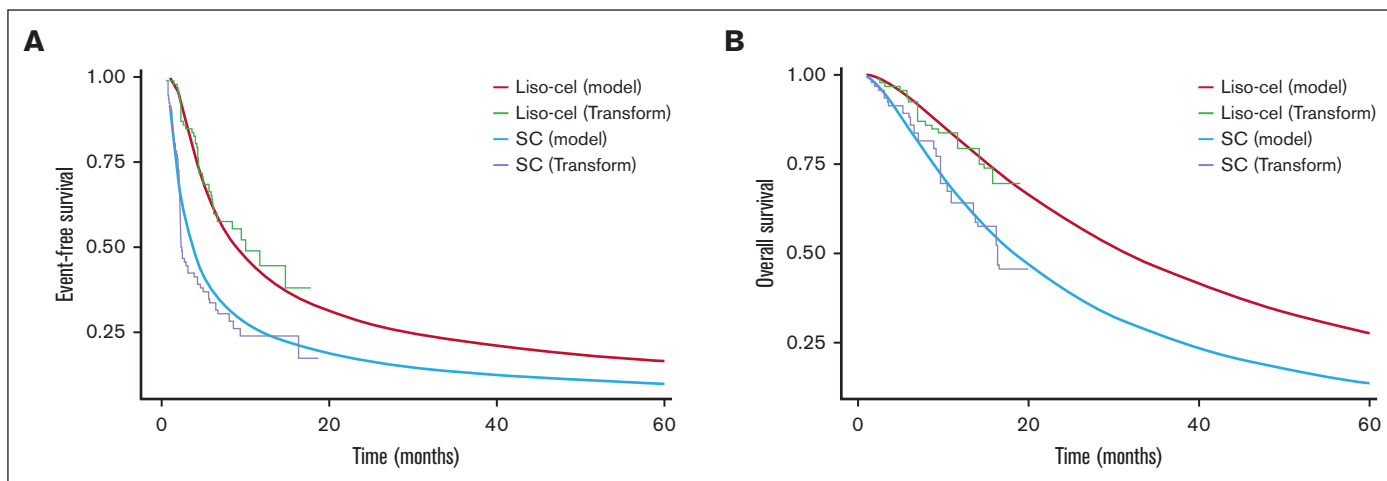 A
Event-free survival
1.00
0.75
0.50
0.25
0
20
40
60
Time (months)
Liso-cel (model)
Liso-cel (Transform)
SC (model)
SC (Transform)
B
Overall survival
1.00
0.75
0.50
0.25
0
20
40
60
Time (months)
Liso-cel (model)
Liso-cel (Transform)
SC (model)
SC (Transform)